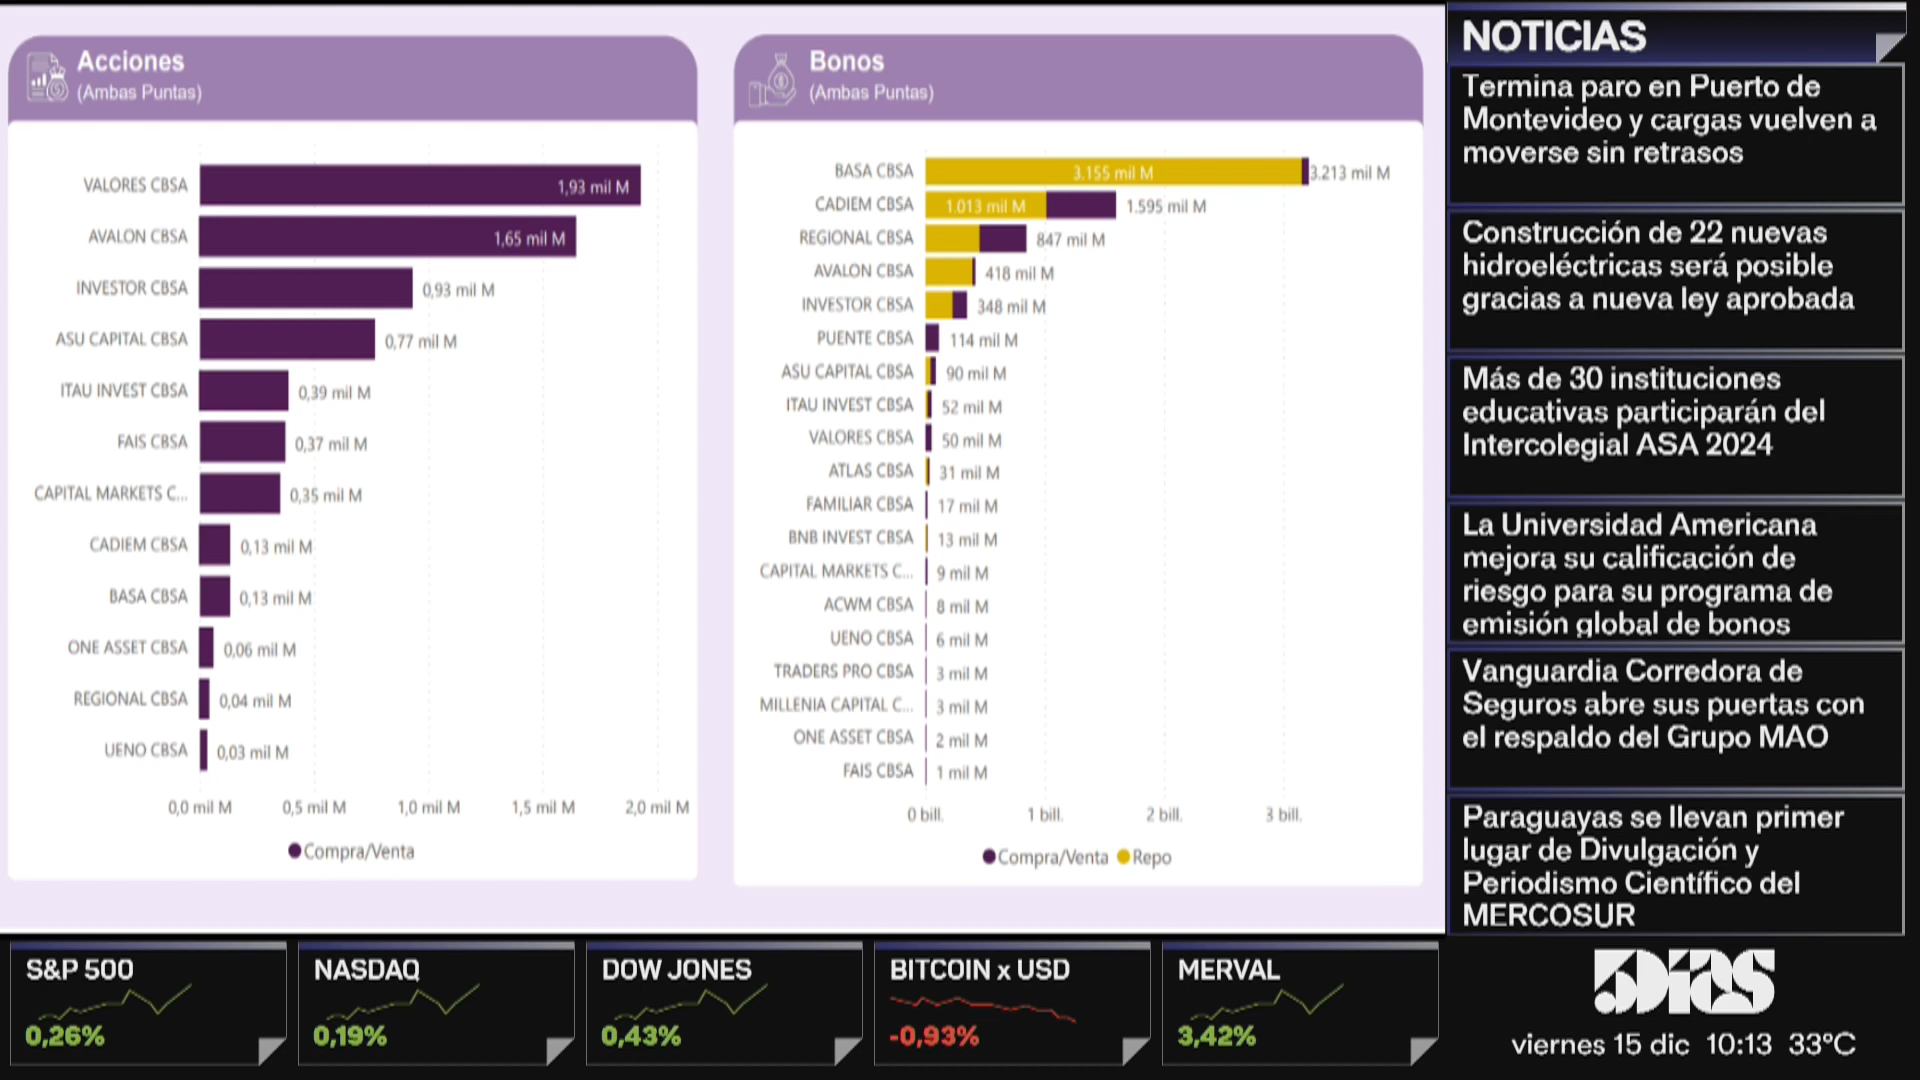 Acciones
(Ambas Puntas)
VALORES CBSA 1,93 mil M
AVALON CBSA 1,65 mil M
INVESTOR CBSA 0,93 mil M
ASU CAPITAL CBSA 0,77 mil M
ITAU INVEST CBSA 0,39 mil M
FAIS CBSA 0,37 mil M
CAPITAL MARKETS C... 0,35 mil M
CADIEM CBSA 0,13 mil M
BASA CBSA 0,13 mil M
ONE ASSET CBSA 0,06 mil M
REGIONAL CBSA 0,04 mil M
UENO CBSA 0,03 mil M
0,0 mil M 0,5 mil M 1,0 mil M 1,5 mil M 2,0 mil M
Compra/Venta
Bonos
(Ambas Puntas)
BASA CBSA 3.155 mil M 3.213 mil M
CADIEM CBSA 1.013 mil M 1.595 mil M
REGIONAL CBSA 847 mil M
AVALON CBSA 418 mil M
INVESTOR CBSA 348 mil M
PUENTE CBSA 114 mil M
ASU CAPITAL CBSA 90 mil M
ITAU INVEST CBSA 52 mil M
VALORES CBSA 50 mil M
ATLAS CBSA 31 mil M
FAMILIAR CBSA 17 mil M
BNB INVEST CBSA 13 mil M
CAPITAL MARKETS C... 9 mil M
ACWM CBSA 8 mil M
UENO CBSA 6 mil M
TRADERS PRO CBSA 3 mil M
MILLENIA CAPITAL C... 3 mil M
ONE ASSET CBSA 2 mil M
FAIS CBSA 1 mil M
0 bill. 1 bill. 2 bill. 3 bill.
Compra/Venta Repo
NOTICIAS
Termina paro en Puerto de
Montevideo y cargas vuelven a
moverse sin retrasos
Construcción de 22 nuevas
hidroeléctricas será posible
gracias a nueva ley aprobada
Más de 30 instituciones
educativas participarán del
Intercolegial ASA 2024
La Universidad Americana
mejora su calificación de
riesgo para su programa de
emisión global de bonos
Vanguardia Corredora de
Seguros abre sus puertas con
el respaldo del Grupo MAO
Paraguayas se llevan primer
lugar de Divulgación y
Periodismo Científico del
MERCOSUR
S&P 500
0,26%
NASDAQ
0,19%
DOW JONES
0,43%
BITCOIN x USD
-0,93%
MERVAL
3,42%
5DIAS
viernes 15 dic 10:13 33°C